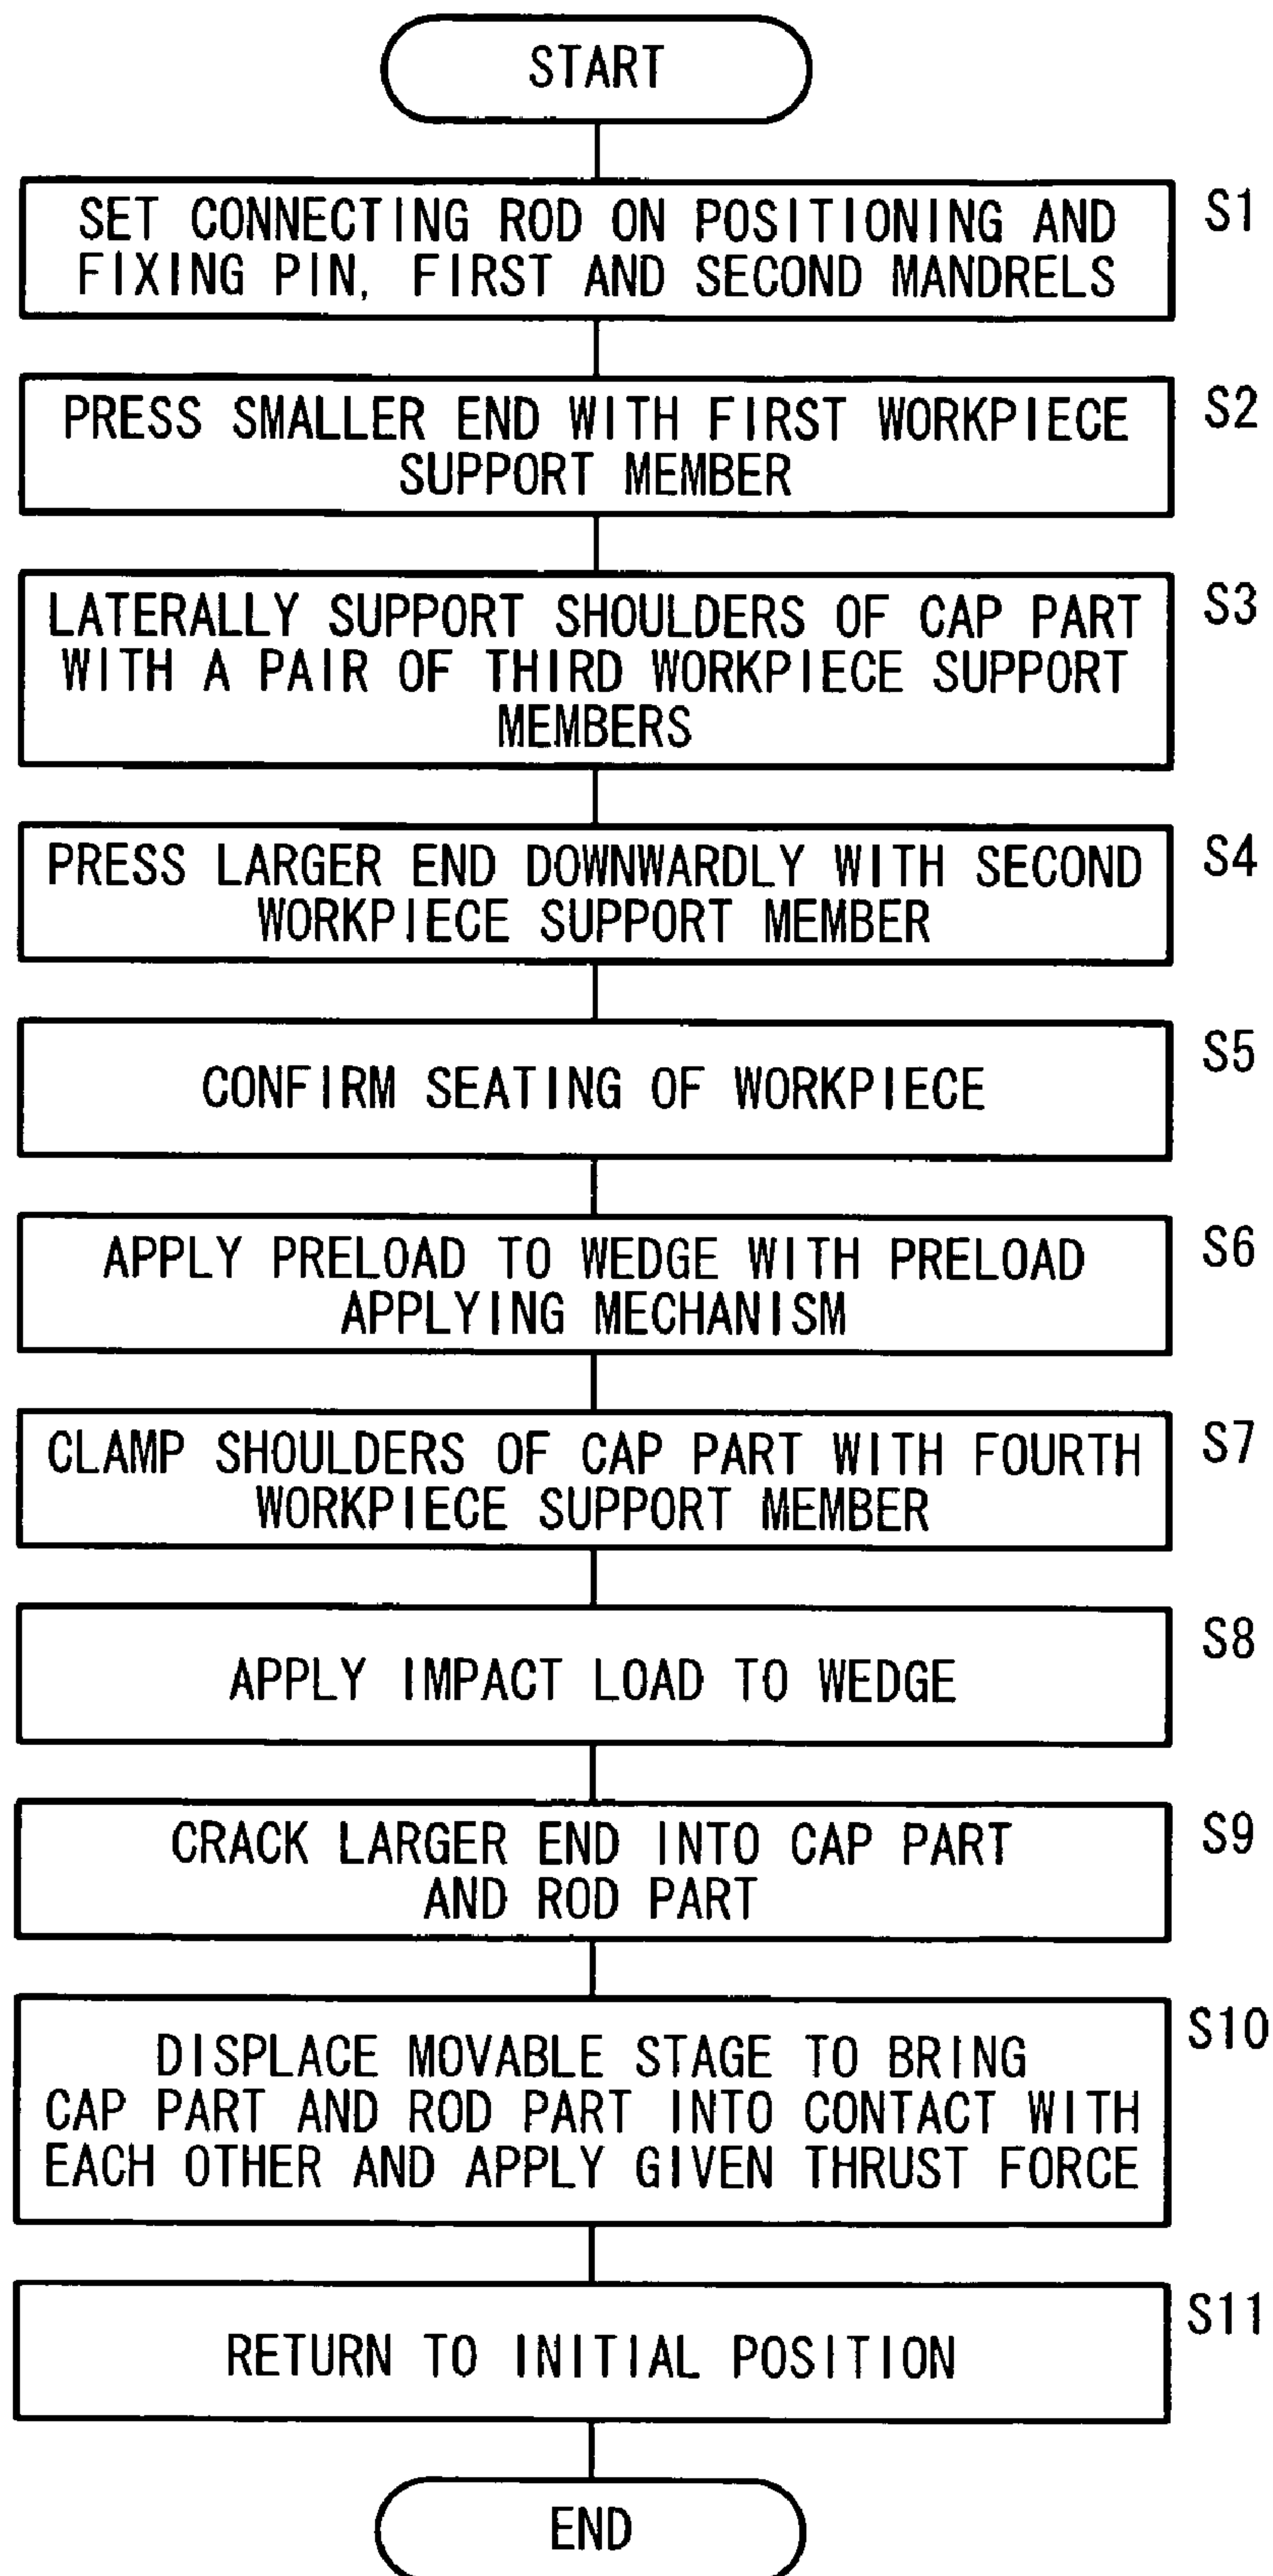 START
S1
SET CONNECTING ROD ON POSITIONING AND
FIXING PIN, FIRST AND SECOND MANDRELS
S2
PRESS SMALLER END WITH FIRST WORKPIECE
SUPPORT MEMBER
S3
LATERALLY SUPPORT SHOULDERS OF CAP PART
WITH A PAIR OF THIRD WORKPIECE SUPPORT
MEMBERS
S4
PRESS LARGER END DOWNWARDLY WITH SECOND
WORKPIECE SUPPORT MEMBER
S5
CONFIRM SEATING OF WORKPIECE
S6
APPLY PRELOAD TO WEDGE WITH PRELOAD
APPLYING MECHANISM
S7
CLAMP SHOULDERS OF CAP PART WITH FOURTH
WORKPIECE SUPPORT MEMBER
S8
APPLY IMPACT LOAD TO WEDGE
S9
CRACK LARGER END INTO CAP PART
AND ROD PART
S10
DISPLACE MOVABLE STAGE TO BRING
CAP PART AND ROD PART INTO CONTACT WITH
EACH OTHER AND APPLY GIVEN THRUST FORCE
S11
RETURN TO INITIAL POSITION
END